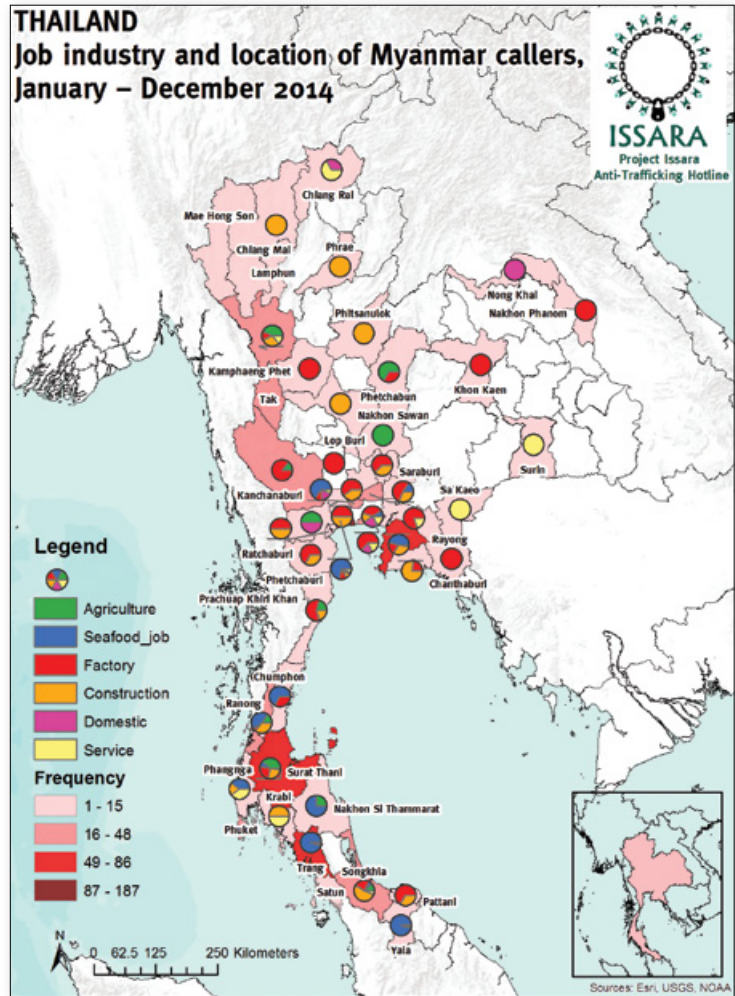 THAILAND
Job industry and location of Myanmar callers,
January – December 2014
ISSARA
Project Issara
Anti-Trafficking Hotline
Chiang Rai
Mae Hong Son
Chiang Mai
Phrae
Lamphun
Nong Khai
Nakhon Phanom
Phitsanulok
Kamphaeng Phet
Khon Kaen
Phetchabun
Tak
Nakhon Sawan
Lop Buri
Surin
Saraburi
Kanchanaburi
Sa Kaeo
Rayong
Ratchaburi
Chanthaburi
Phetchaburi
Prachuap Khiri Khan
Legend
Agriculture
Seafood_job
Factory
Construction
Domestic
Service
Frequency
1 - 15
16 - 48
49 - 86
87 - 187
Chumphon
Ranong
Phangnga
Surat Thani
Krabi
Nakhon Si Thammarat
Phuket
Trang
Songkhla
Satun
Pattani
Yala
N
0 62.5 125 250 Kilometers
Sources: Esri, USGS, NOAA